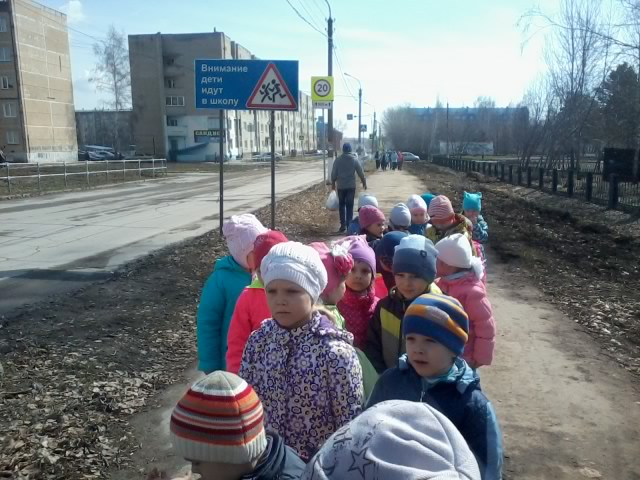 Внимание
дети
идут
в школу
20